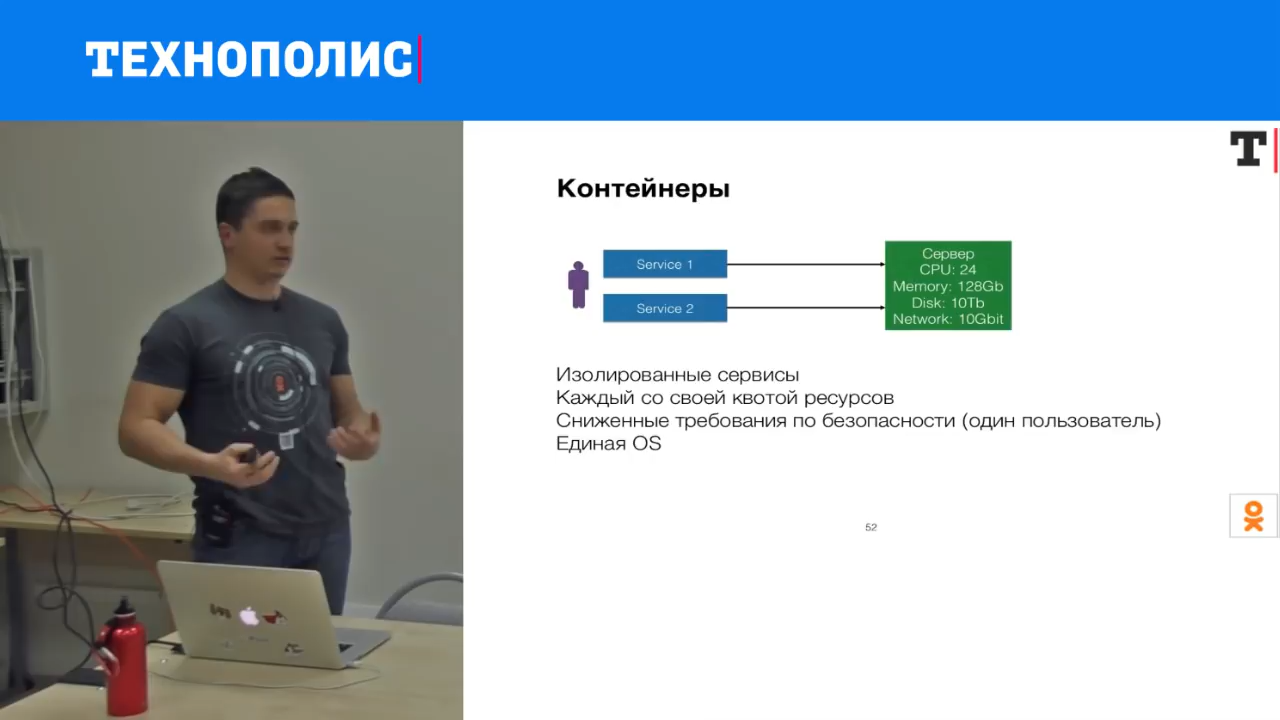 ТЕХНОПОЛИС
Т
Контейнеры
Service 1
Service 2
Сервер
CPU: 24
Memory: 128Gb
Disk: 10Tb
Network: 10Gbit
Изолированные сервисы
Каждый со своей квотой ресурсов
Сниженные требования по безопасности (один пользователь)
Единая OS
52